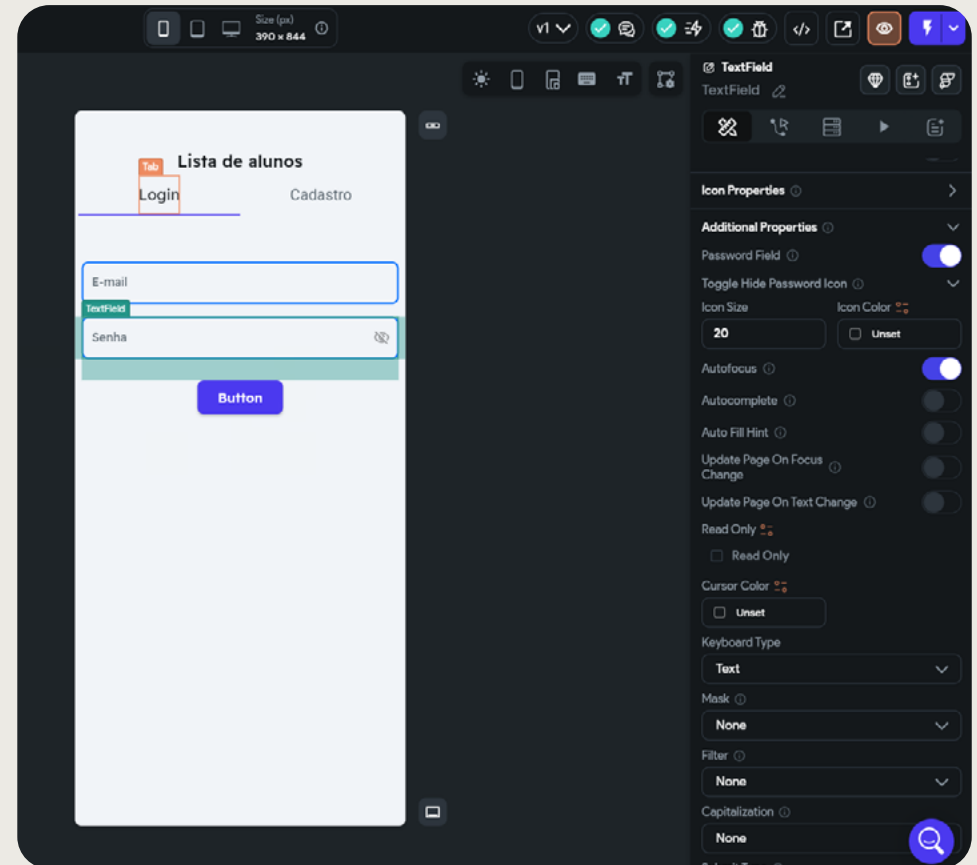 Size (px)
390 × 844
v1
TextField
TextField
Lista de alunos
Tab
Login
Cadastro
E-mail
TextField
Senha
Button
Icon Properties
Additional Properties
Password Field
Toggle Hide Password Icon
Icon Size
Icon Color
20
Unset
Autofocus
Autocomplete
Auto Fill Hint
Update Page On Focus
Change
Update Page On Text Change
Read Only
Read Only
Cursor Color
Unset
Keyboard Type
Text
Mask
None
Filter
None
Capitalization
None